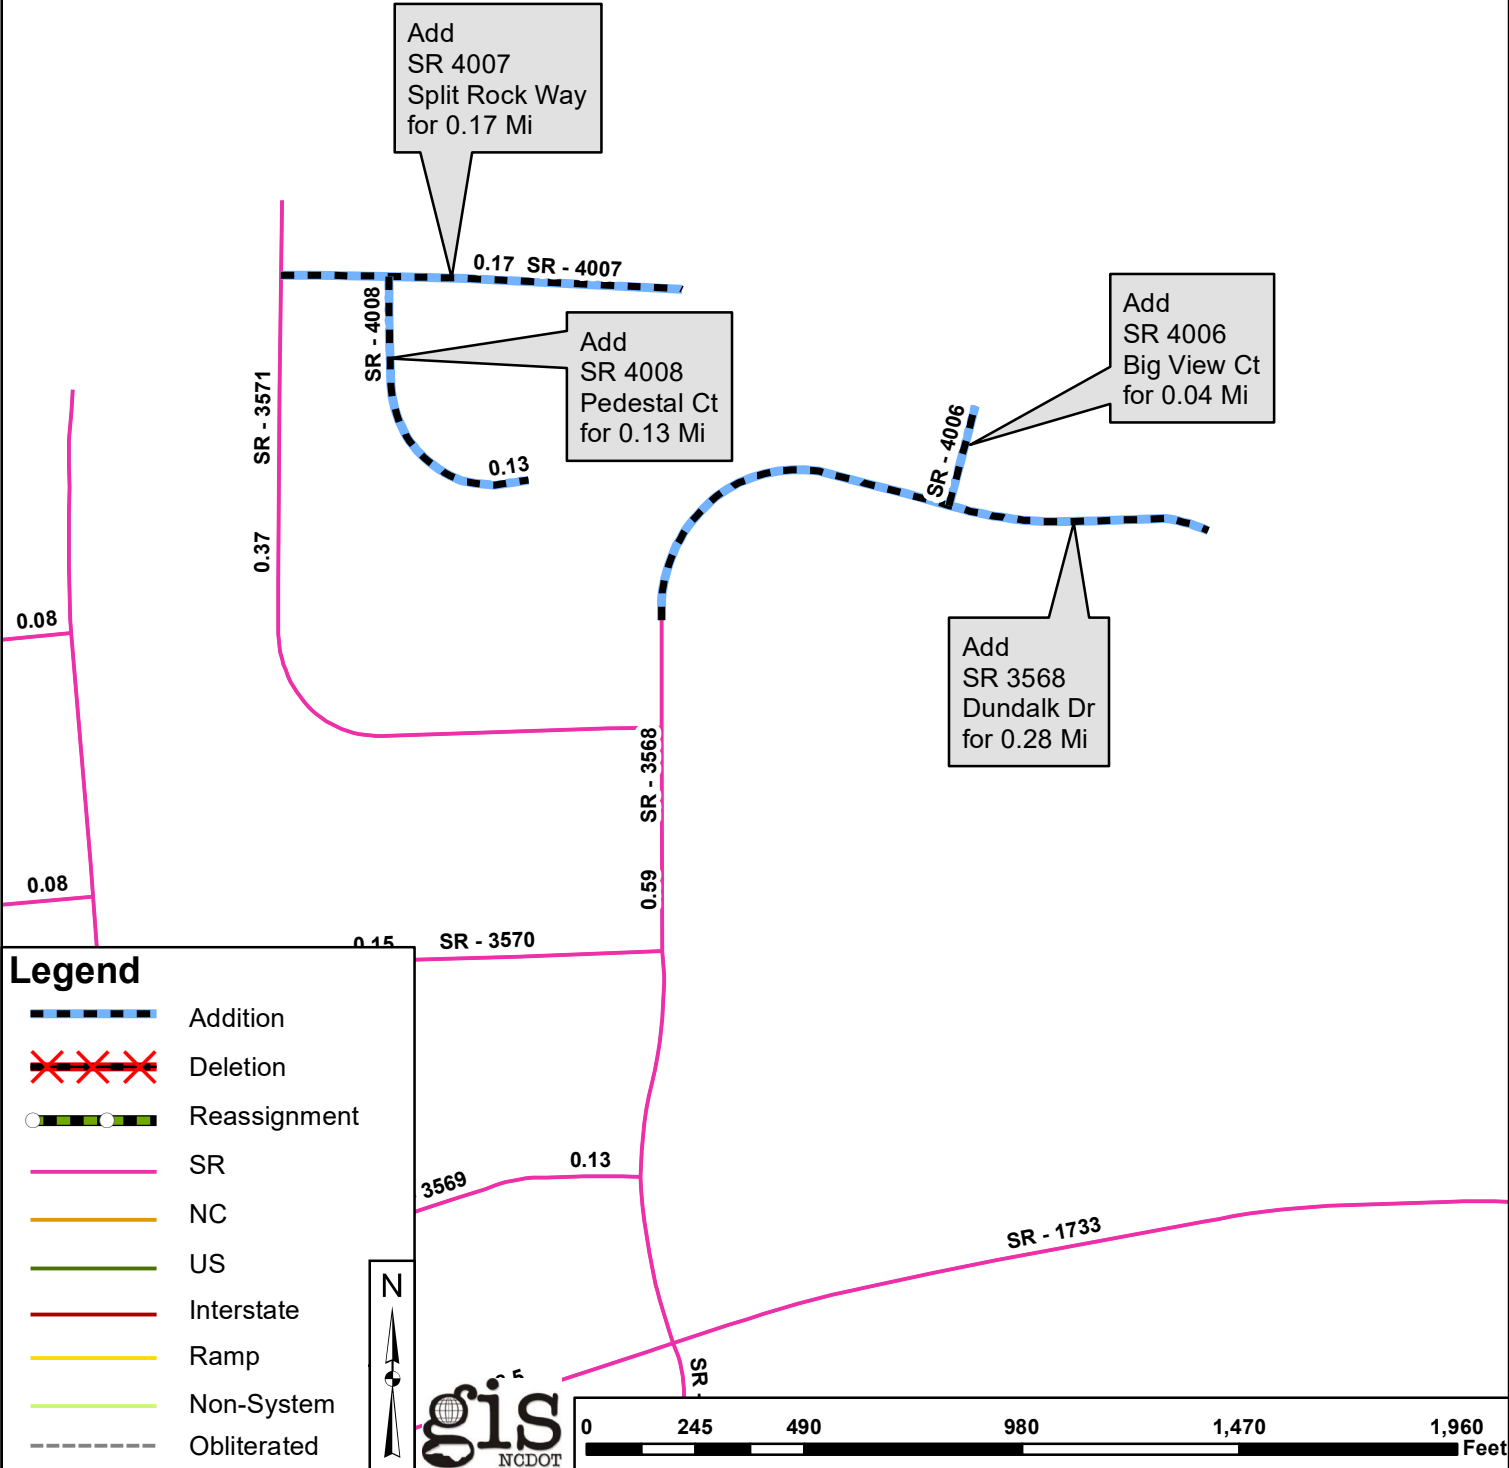 Add
SR 4007
Split Rock Way
for 0.17 Mi
0.17 SR - 4007
SR - 4008
Add
SR 4008
Pedestal Ct
for 0.13 Mi
0.13
Add
SR 4006
Big View Ct
for 0.04 Mi
SR - 4006
SR - 3571
0.37
0.08
Add
SR 3568
Dundalk Dr
for 0.28 Mi
SR - 3568
0.59
0.08
0.15 SR - 3570
Legend
Addition
Deletion
Reassignment
SR
NC
US
Interstate
Ramp
Non-System
Obliterated
3569
0.13
SR - 1733
SR -
N
gis
NCDOT
0 245 490 980 1,470 1,960
Feet